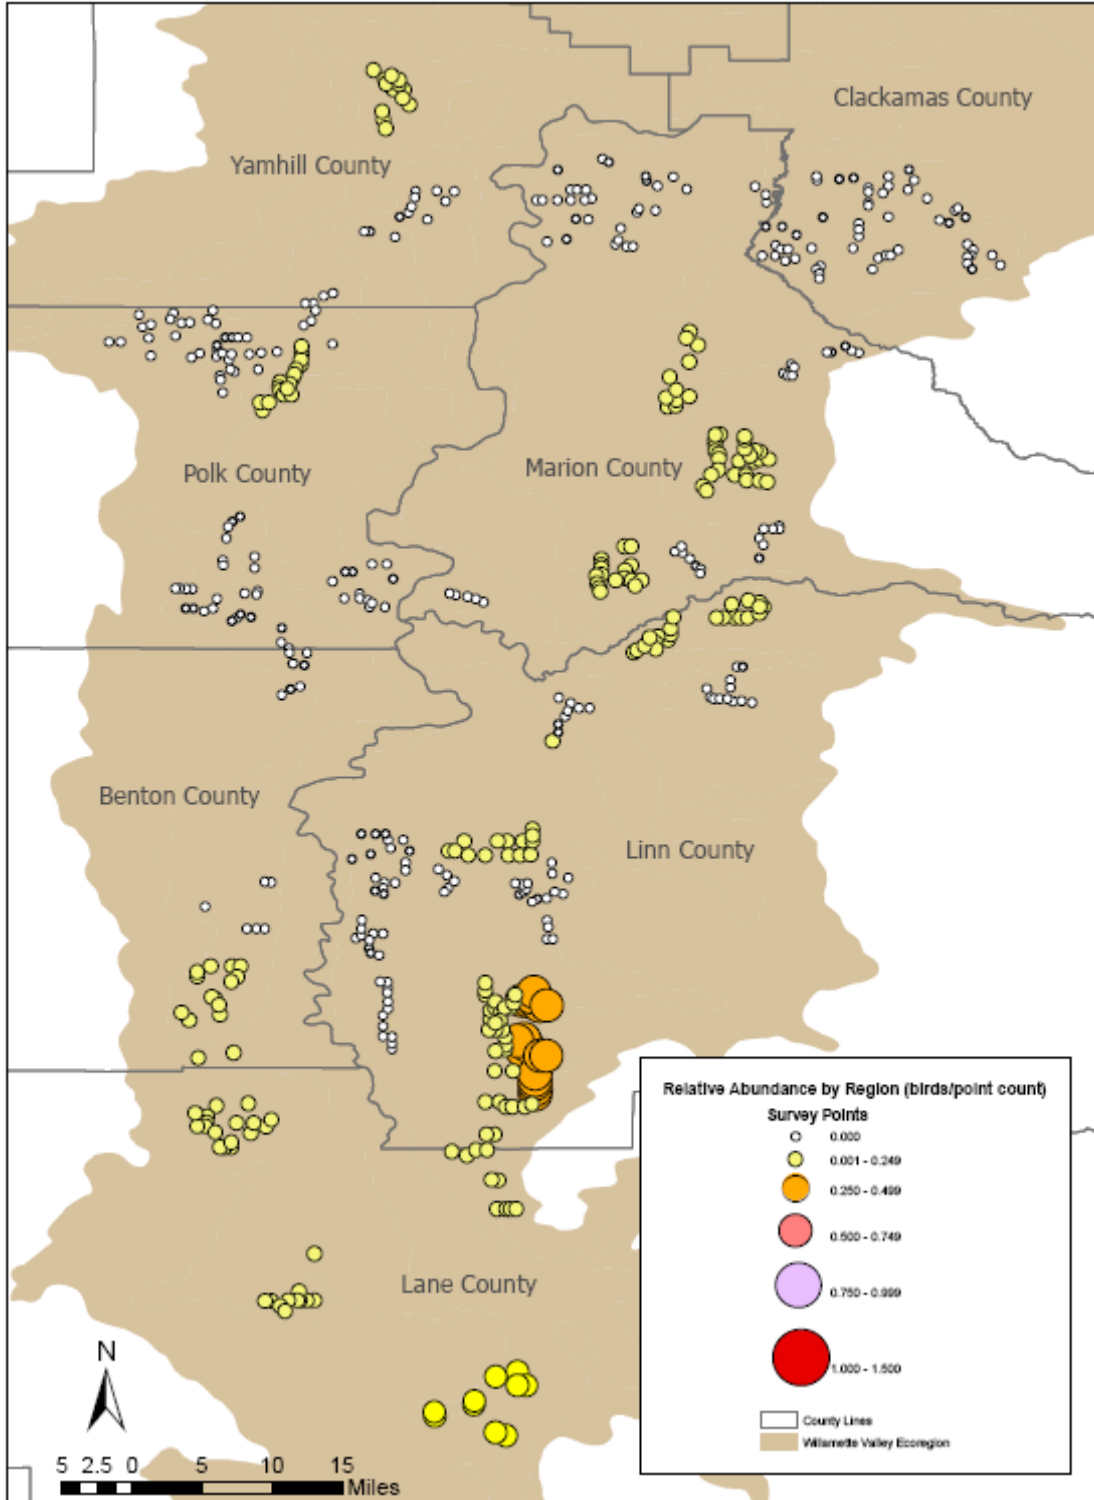 Clackamas County
Yamhill County
Polk County
Marion County
Benton County
Linn County
Lane County
Relative Abundance by Region (birds/point count)
Survey Points
0.000
0.001 - 0.249
0.250 - 0.499
0.500 - 0.749
0.750 - 0.999
1.000 - 1.500
County Lines
Willamette Valley Ecoregion
N
5 2.5 0 5 10 15
Miles